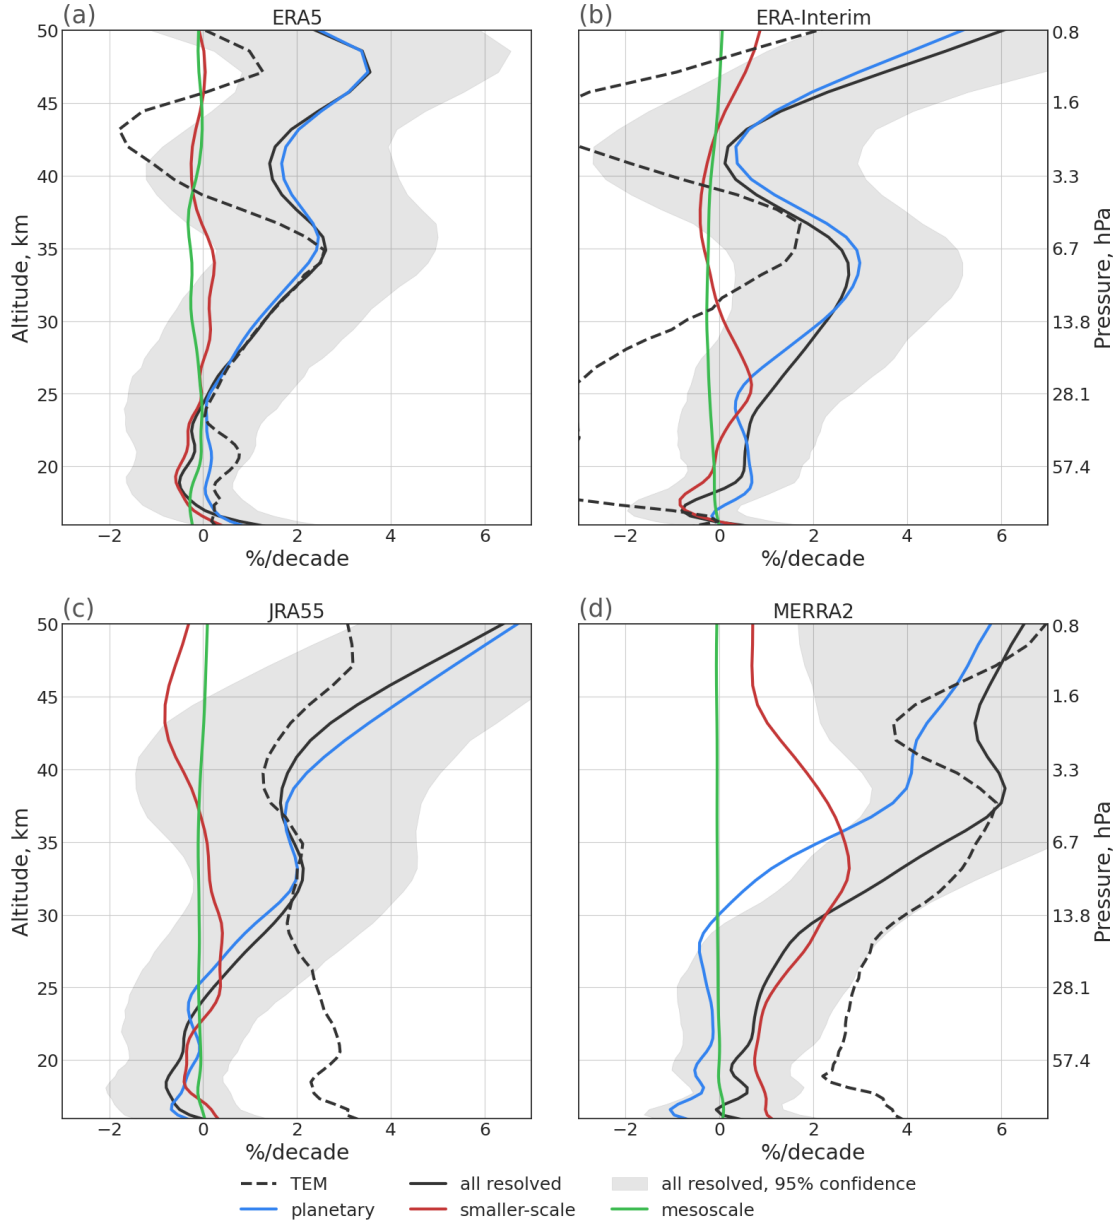 (a) ERA5
(b) ERA-Interim
50 0.8
45 1.6
40 3.3
35 6.7
30 13.8
25 28.1
20 57.4
Altitude, km
Pressure, hPa
−2 0 2 4 6
−2 0 2 4 6
%/decade
%/decade
(c) JRA55
(d) MERRA2
50 0.8
45 1.6
40 3.3
35 6.7
30 13.8
25 28.1
20 57.4
Altitude, km
Pressure, hPa
−2 0 2 4 6
−2 0 2 4 6
%/decade
%/decade
TEM all resolved all resolved, 95% confidence
planetary smaller-scale mesoscale